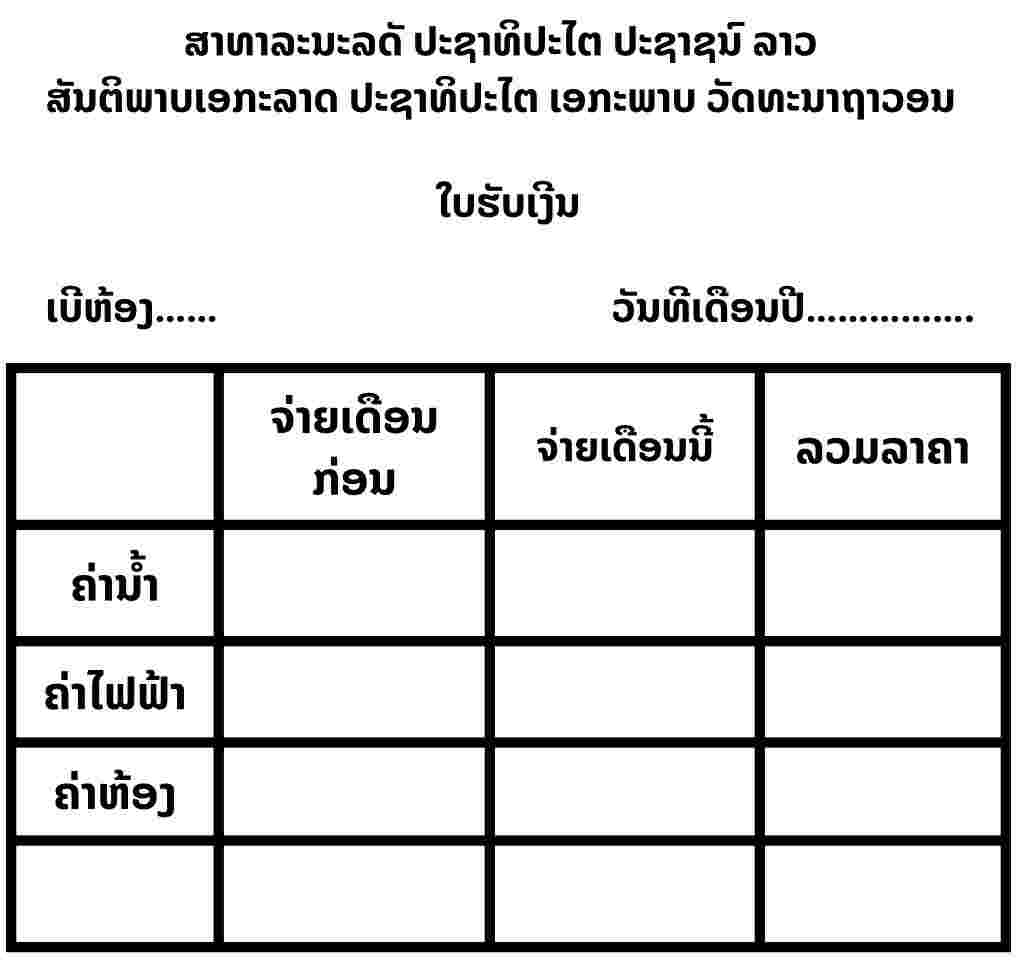 ສາທາລະນະລດັ ປະຊາທິປະໄຕ ປະຊາຊນົ ລາວ
ສັນຕິພາບເອກະລາດ ປະຊາທິປະໄຕ ເອກະພາບ ວັດທະນາຖາວອນ
ໃບຮັບເງີນ
ເບີຫ້ອງ...... ວັນທີເດືອນປີ................
ຈ່າຍເດືອນ
ກ່ອນ
ຈ່າຍເດືອນນີ້
ລວມລາຄາ
ຄ່ານ້ຳ
ຄ່າໄຟຟ້າ
ຄ່າຫ້ອງ